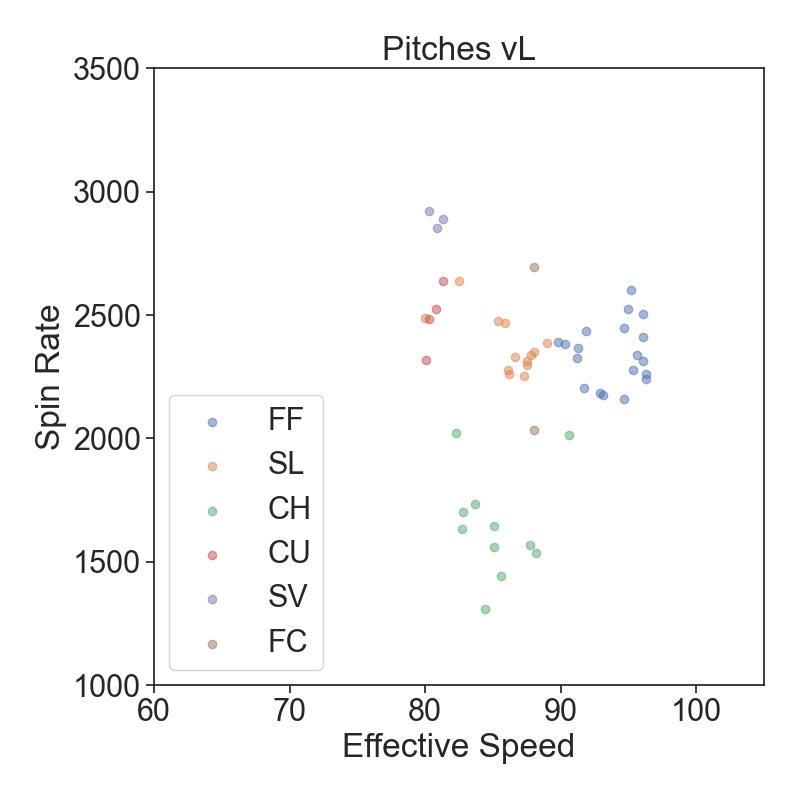 Pitches vL
3500
3000
2500
2000
1500
1000
Spin Rate
FF
SL
CH
CU
SV
FC
60 70 80 90 100
Effective Speed